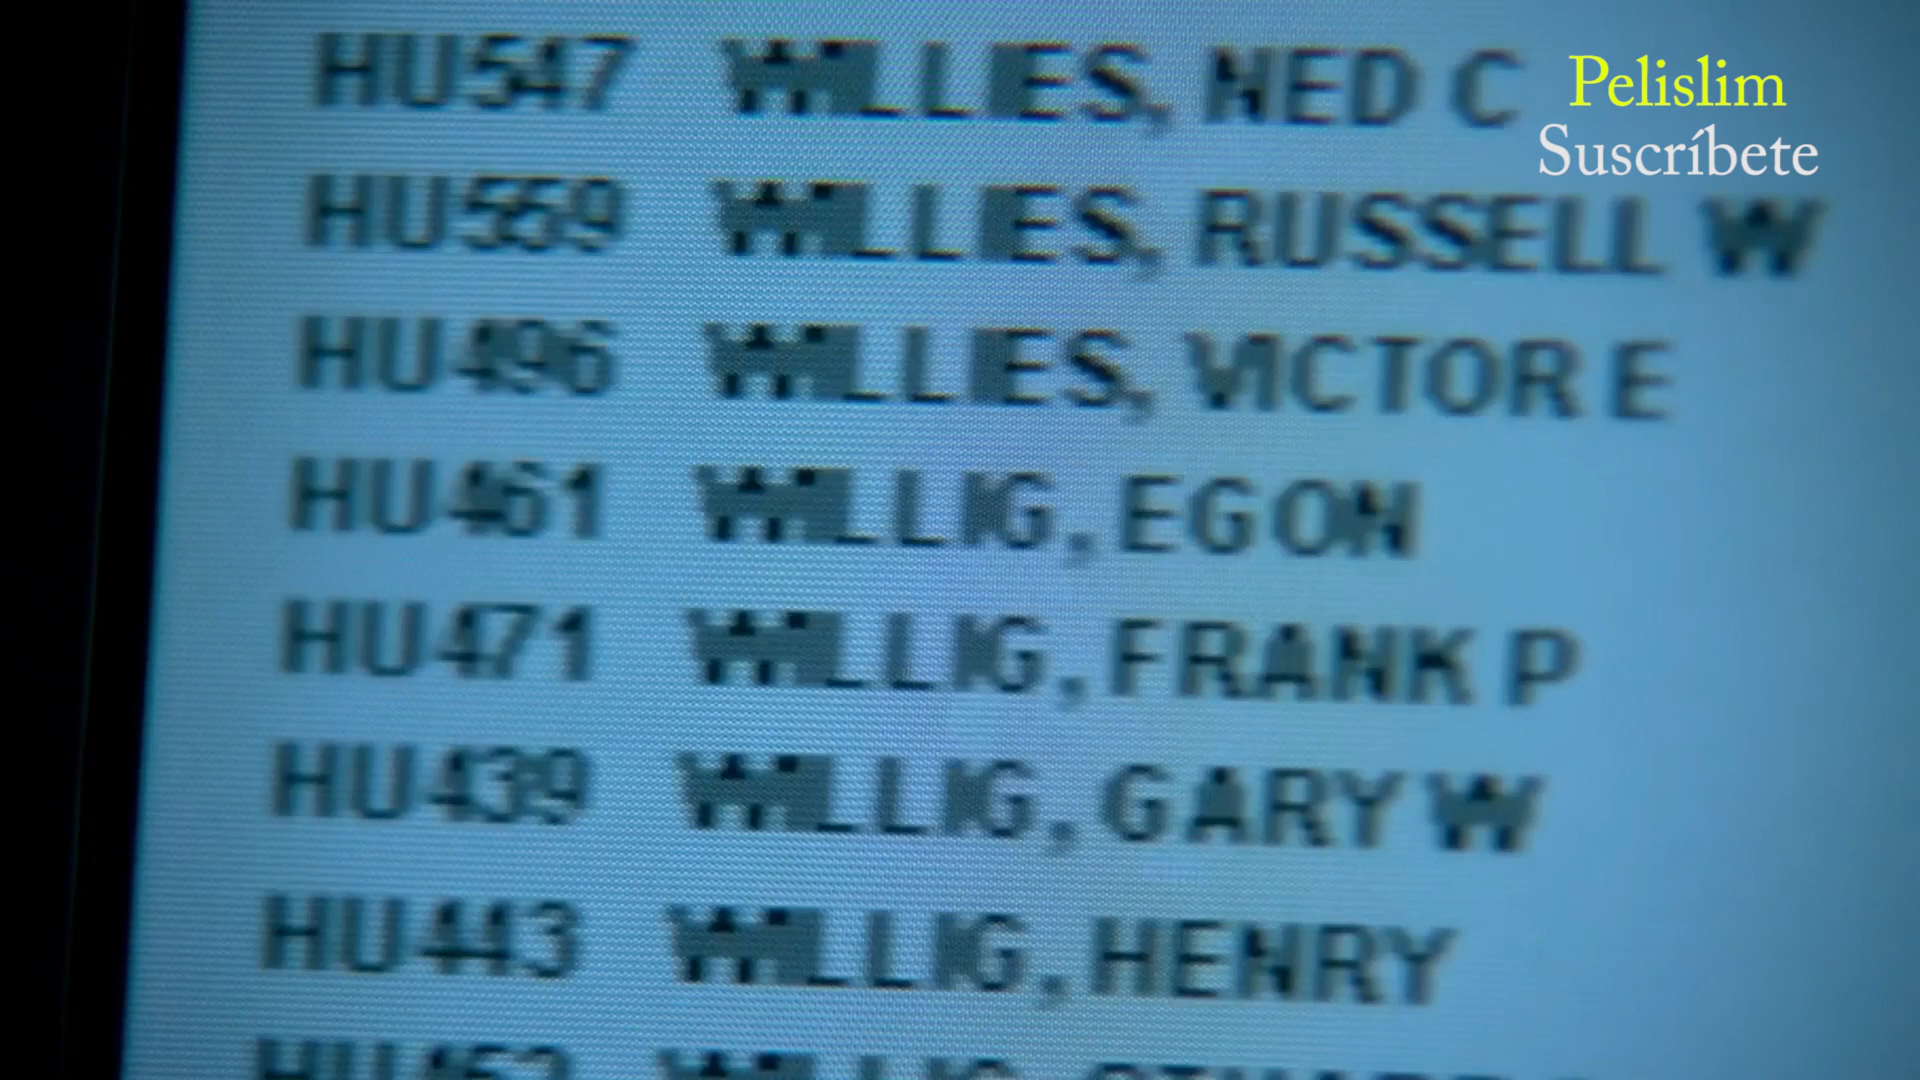 HU547 WILLIES, NED C
Pelislim
Suscríbete
HU559 WILLIES, RUSSELL W
HU496 WILLIES, VICTOR E
HU461 WILLIG, EGON
HU471 WILLIG, FRANK P
HU439 WILLIG, GARY W
HU443 WILLIG, HENRY